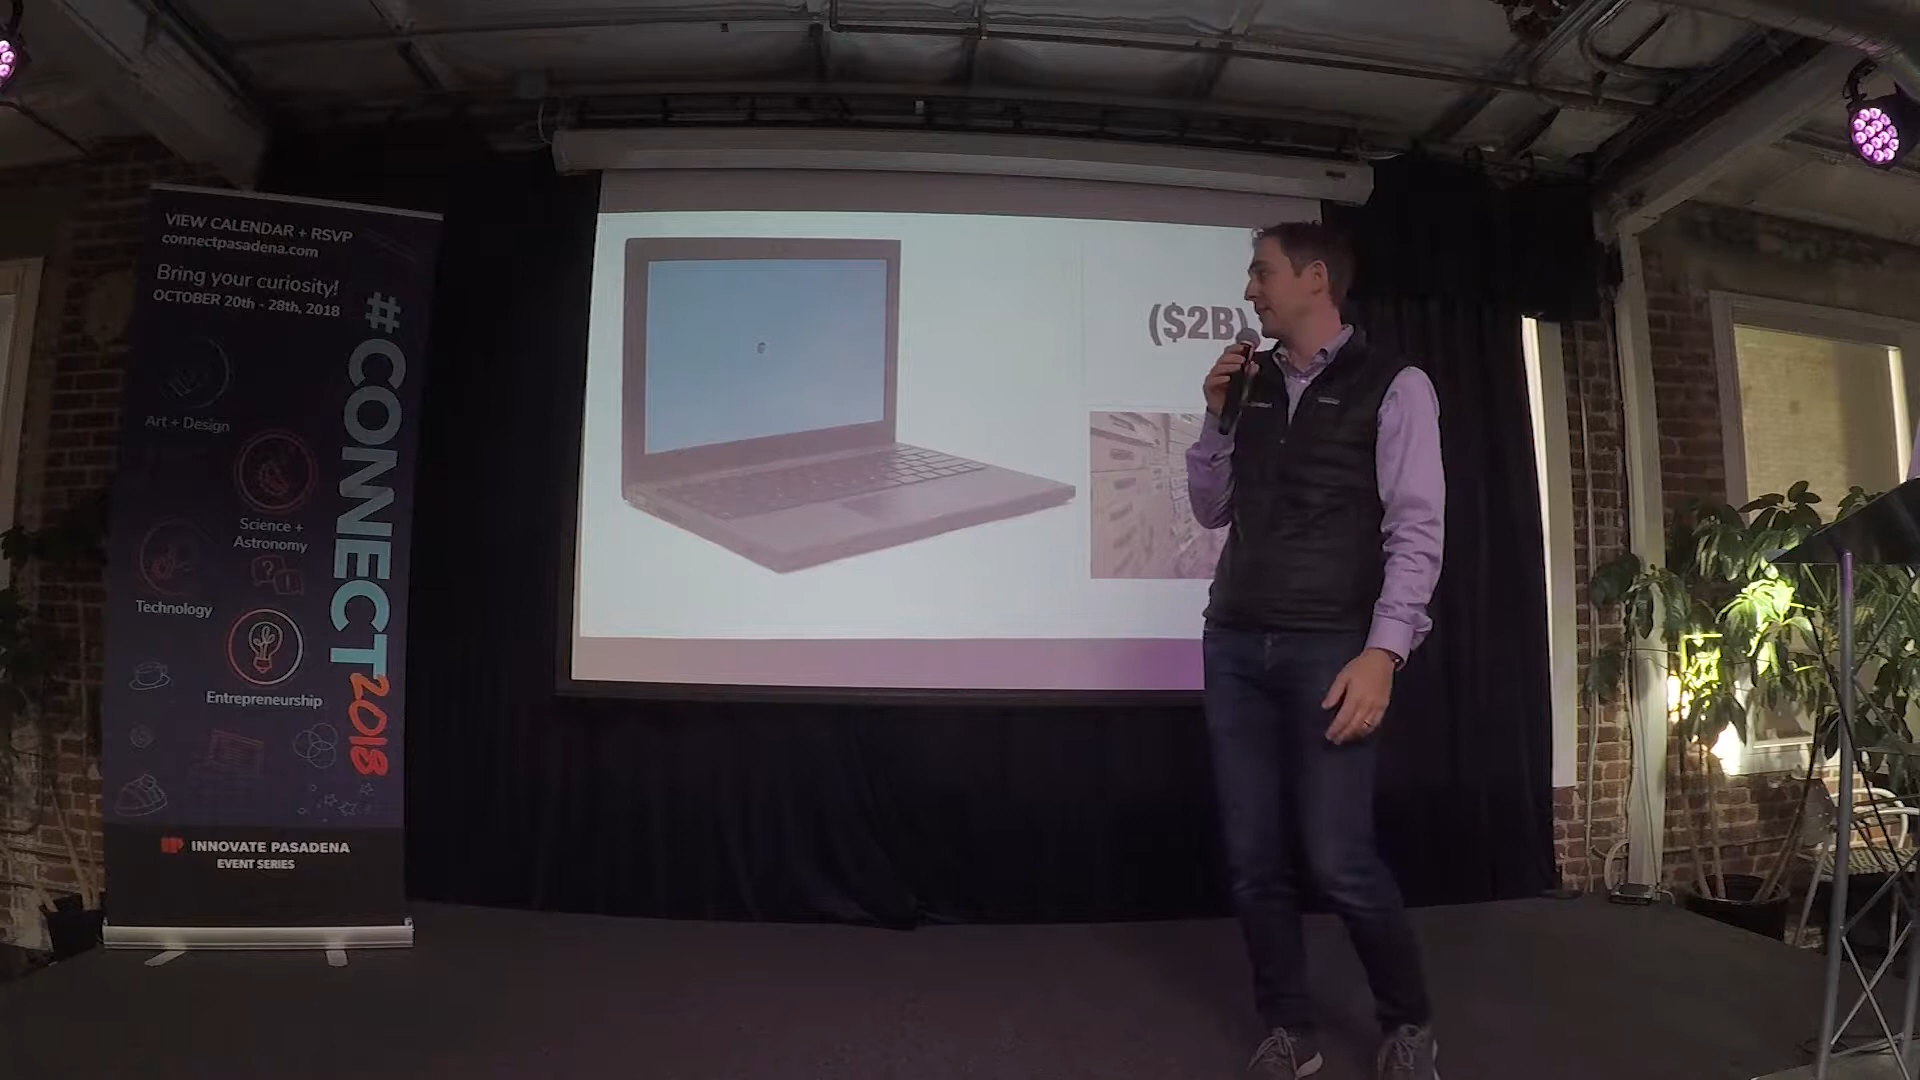 VIEW CALENDAR + RSVP
connectpasadena.com
Bring your curiosity!
OCTOBER 20th - 28th, 2018
#CONNECT2018
Art + Design
Science +
Astronomy
Technology
Entrepreneurship
INNOVATE PASADENA
EVENT SERIES
($2B)